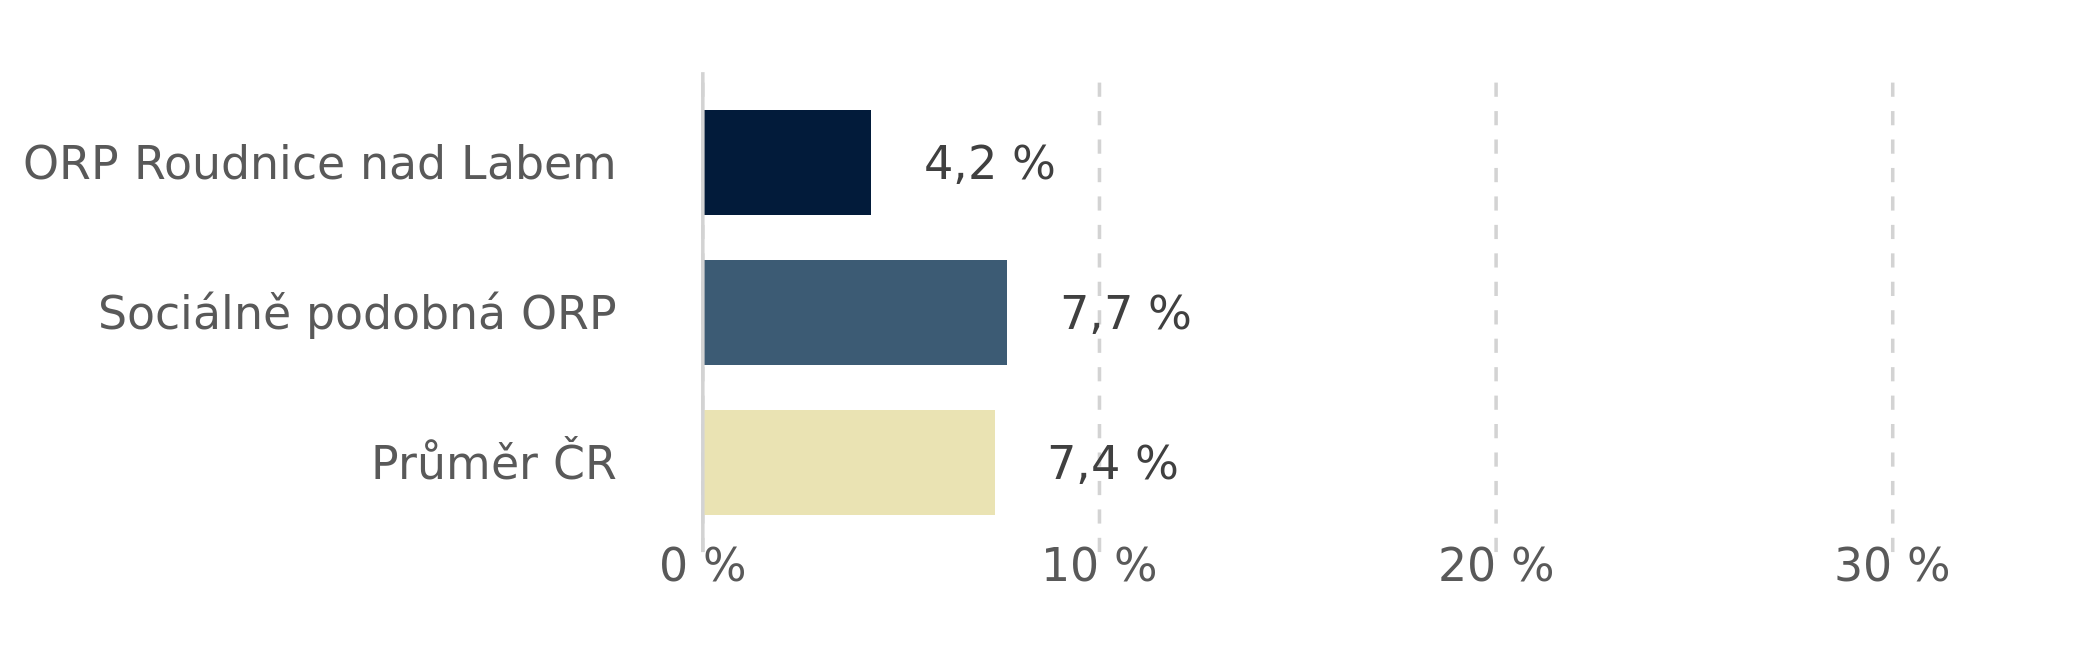 ORP Roudnice nad Labem 4,2 %
Sociálně podobná ORP 7,7 %
Průměr ČR 7,4 %
0 % 10 % 20 % 30 %